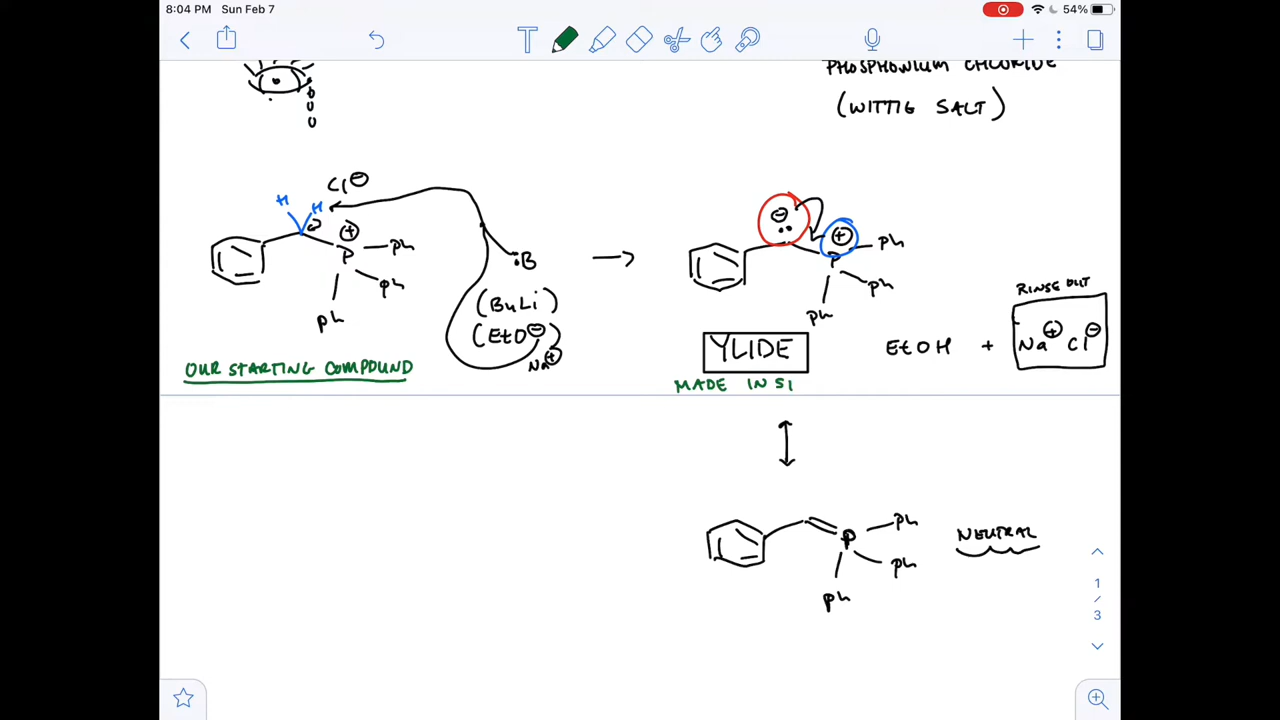 8:04 PM Sun Feb 7
54%
T
PHOSPHONIUM CHLORIDE
(WITTIG SALT)
Cl⊖
H H
⊕
P
Ph
Ph
Ph
:B
(BuLi)
(EtO⊖)
Na⊕
OUR STARTING COMPOUND
⊖
⊕
P
Ph
Ph
Ph
YLIDE
MADE IN SI
EtOH +
RINSE OUT
Na⊕ Cl⊖
P
Ph
Ph
Ph
NEUTRAL
1
/
3